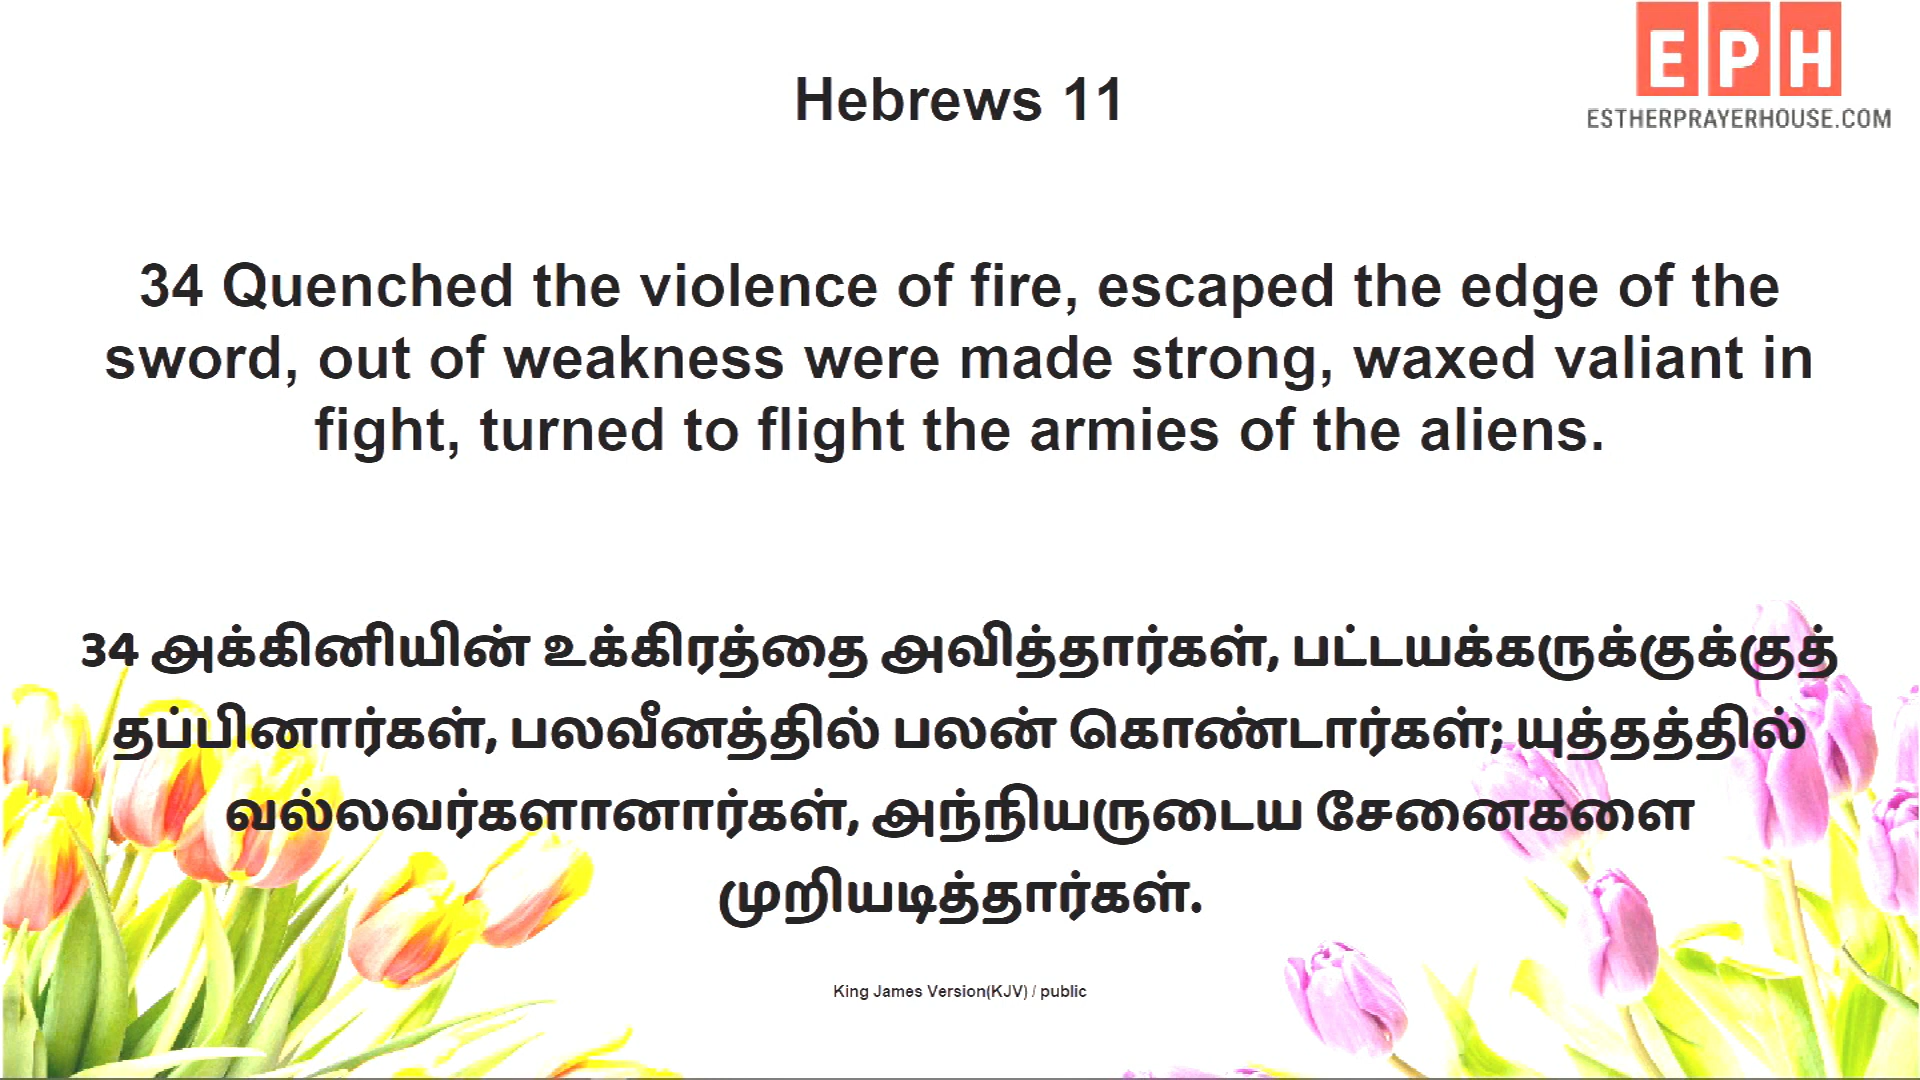 EPH
ESTHERPRAYERHOUSE.COM
Hebrews 11
34 Quenched the violence of fire, escaped the edge of the
sword, out of weakness were made strong, waxed valiant in
fight, turned to flight the armies of the aliens.
34 அக்கினியின் உக்கிரத்தை அவித்தார்கள், பட்டயக்கருக்குக்குத்
தப்பினார்கள், பலவீனத்தில் பலன் கொண்டார்கள்; யுத்தத்தில்
வல்லவர்களானார்கள், அந்நியருடைய சேனைகளை
முறியடித்தார்கள்.
King James Version(KJV) / public